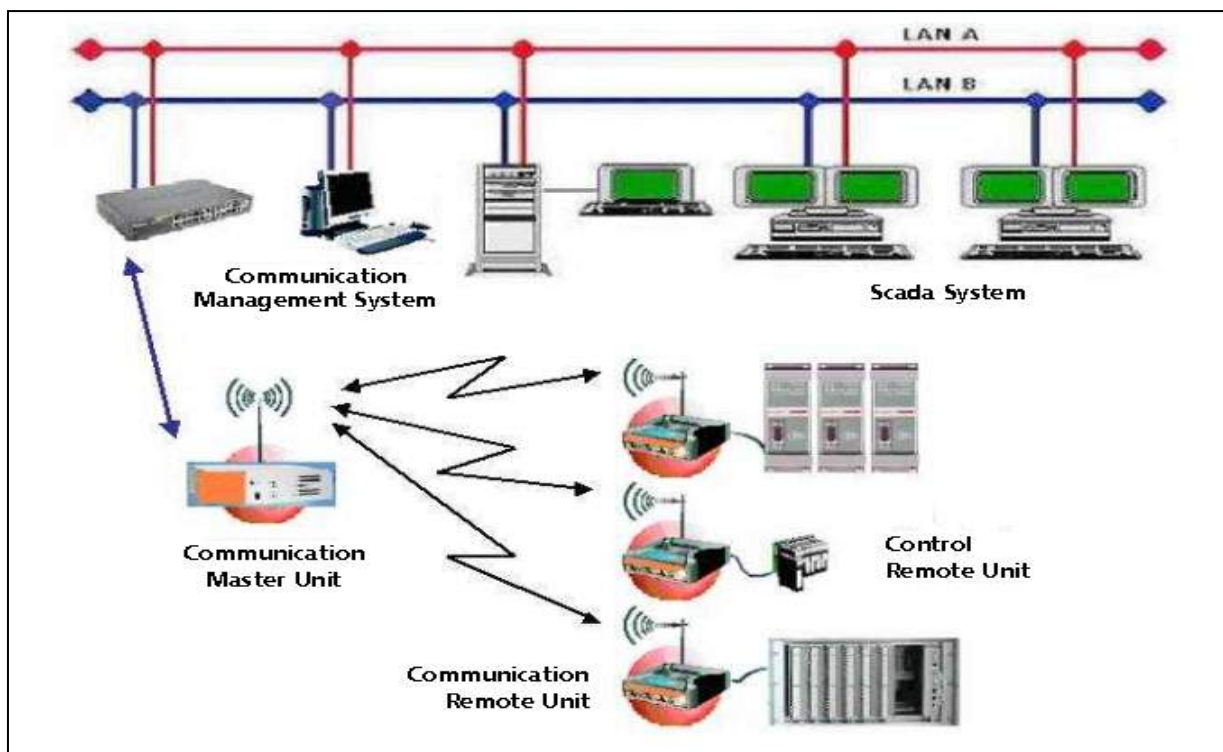 LAN A
LAN B
Communication
Management System
Scada System
Communication
Master Unit
Control
Remote Unit
Communication
Remote Unit